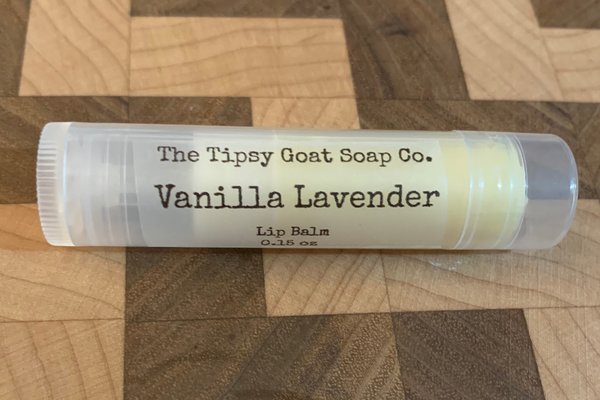 The Tipsy Goat Soap Co.
Vanilla Lavender
Lip Balm
0.15 oz